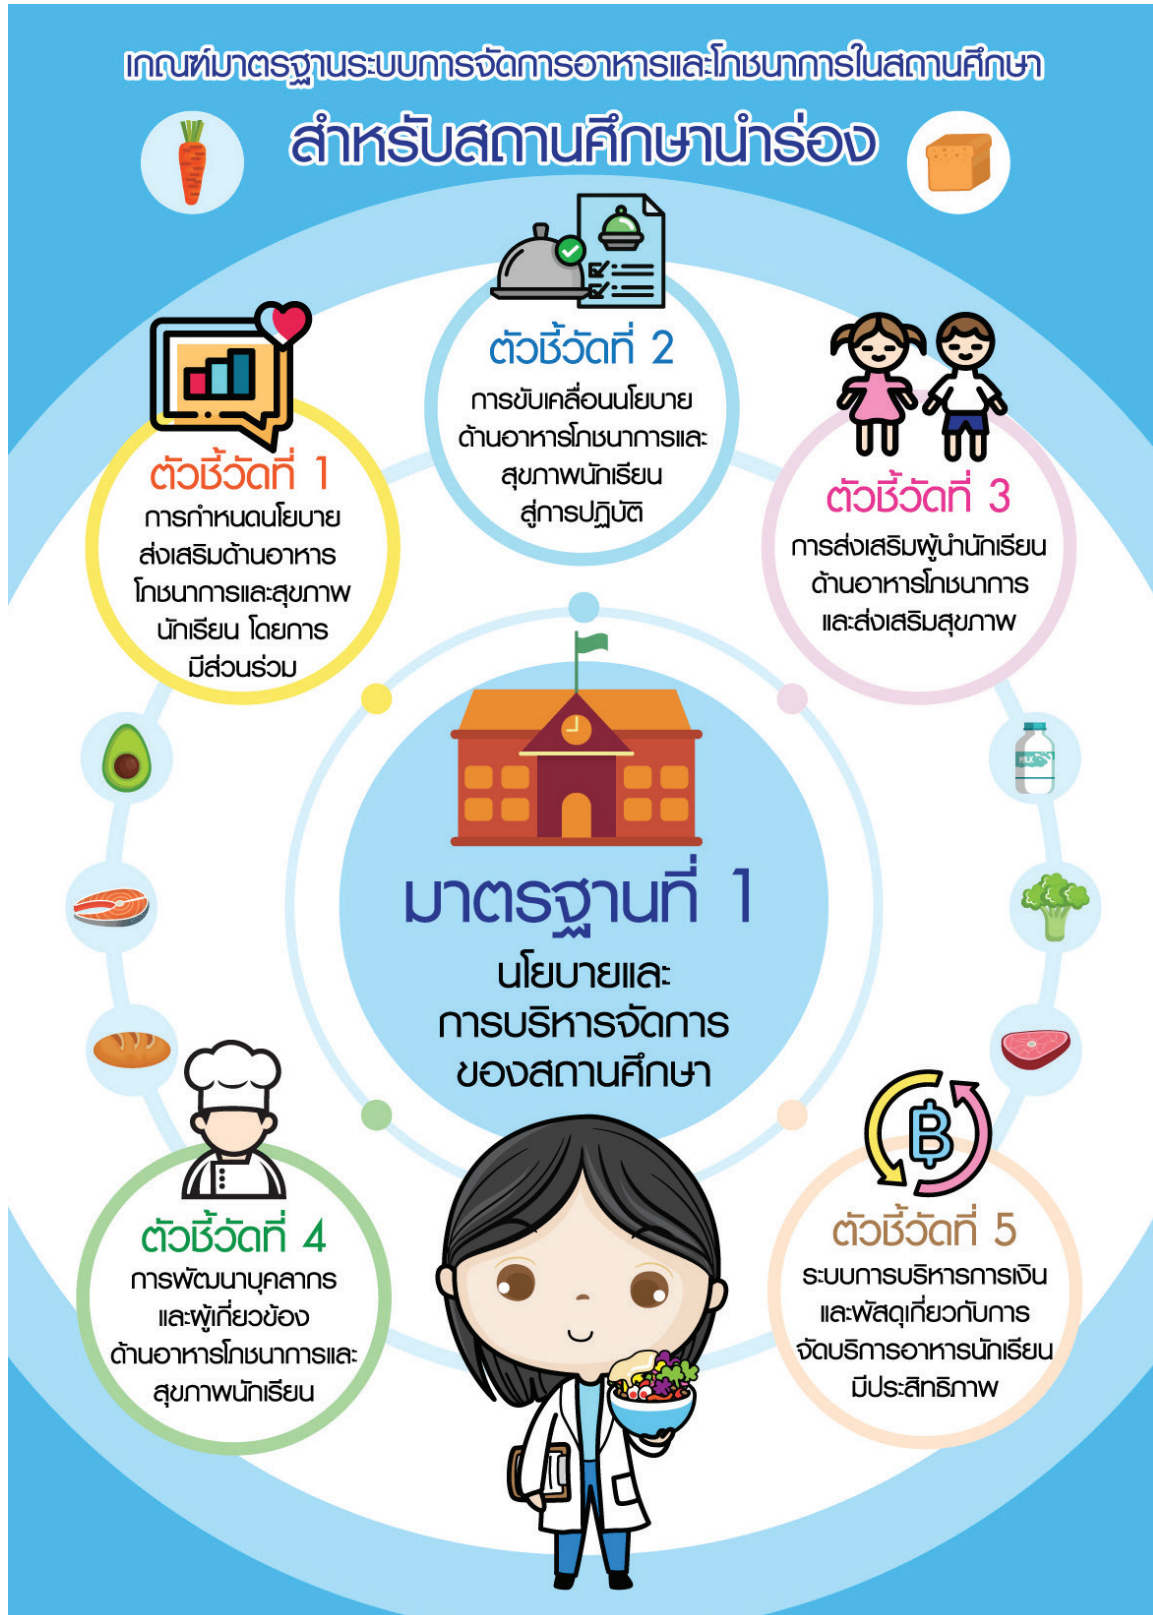 เกณฑ์มาตรฐานระบบการจัดการอาหารและโภชนาการในสถานศึกษา
สำหรับสถานศึกษานำร่อง
ตัวชี้วัดที่ 1
การกำหนดนโยบาย
ส่งเสริมด้านอาหาร
โภชนาการและสุขภาพ
นักเรียน โดยการ
มีส่วนร่วม
ตัวชี้วัดที่ 2
การขับเคลื่อนนโยบาย
ด้านอาหารโภชนาการและ
สุขภาพนักเรียน
สู่การปฏิบัติ
ตัวชี้วัดที่ 3
การส่งเสริมผู้นำนักเรียน
ด้านอาหารโภชนาการ
และส่งเสริมสุขภาพ
MILK
มาตรฐานที่ 1
นโยบายและ
การบริหารจัดการ
ของสถานศึกษา
ตัวชี้วัดที่ 4
การพัฒนาบุคลากร
และผู้เกี่ยวข้อง
ด้านอาหารโภชนาการและ
สุขภาพนักเรียน
฿
ตัวชี้วัดที่ 5
ระบบการบริหารการเงิน
และพัสดุเกี่ยวกับการ
จัดบริการอาหารนักเรียน
มีประสิทธิภาพ